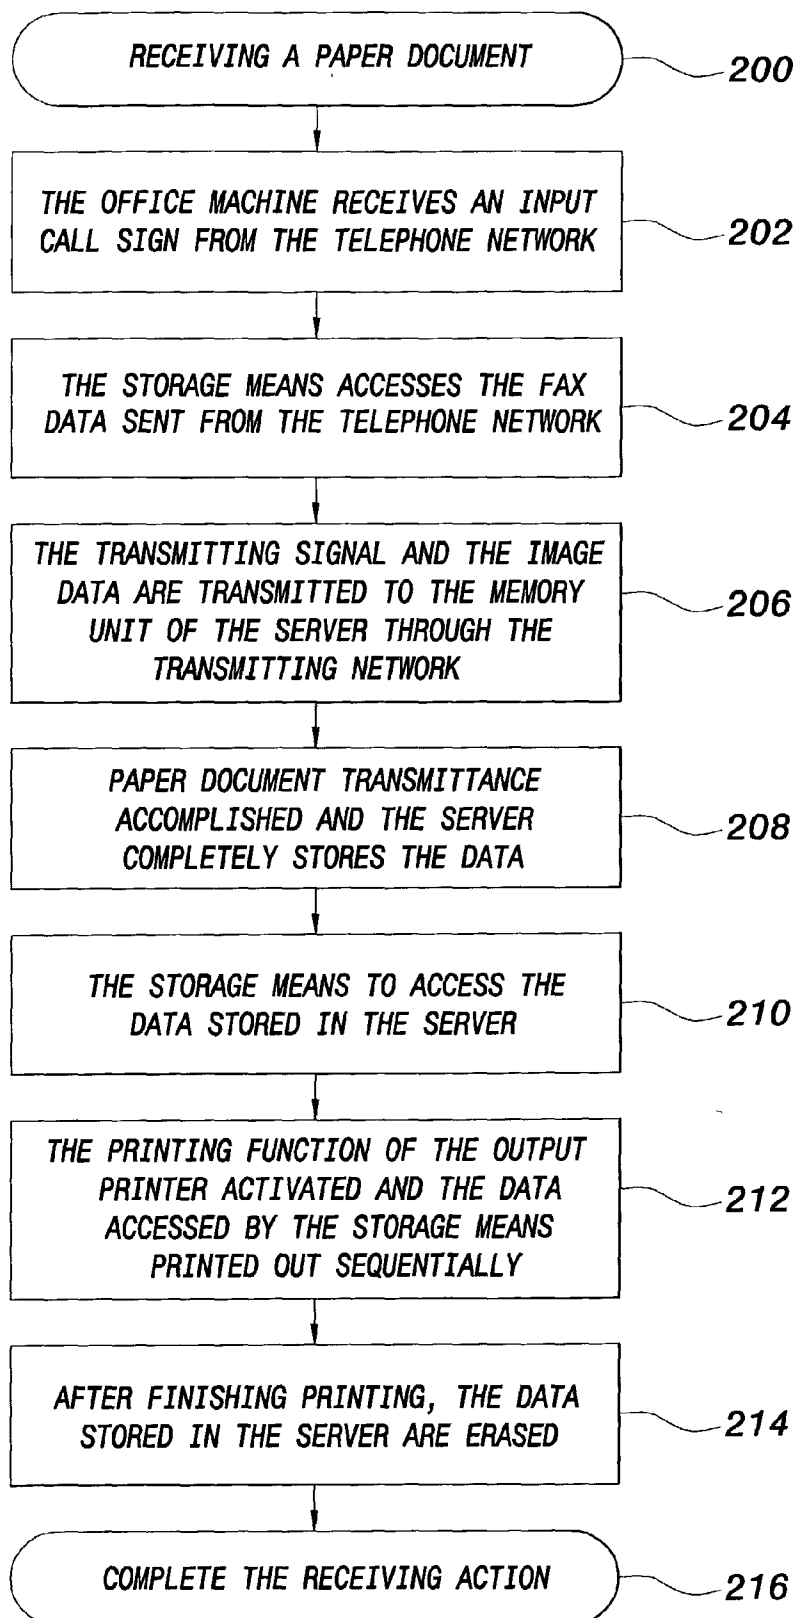 RECEIVING A PAPER DOCUMENT
200
THE OFFICE MACHINE RECEIVES AN INPUT
CALL SIGN FROM THE TELEPHONE NETWORK
202
THE STORAGE MEANS ACCESSES THE FAX
DATA SENT FROM THE TELEPHONE NETWORK
204
THE TRANSMITTING SIGNAL AND THE IMAGE
DATA ARE TRANSMITTED TO THE MEMORY
UNIT OF THE SERVER THROUGH THE
TRANSMITTING NETWORK
206
PAPER DOCUMENT TRANSMITTANCE
ACCOMPLISHED AND THE SERVER
COMPLETELY STORES THE DATA
208
THE STORAGE MEANS TO ACCESS THE
DATA STORED IN THE SERVER
210
THE PRINTING FUNCTION OF THE OUTPUT
PRINTER ACTIVATED AND THE DATA
ACCESSED BY THE STORAGE MEANS
PRINTED OUT SEQUENTIALLY
212
AFTER FINISHING PRINTING, THE DATA
STORED IN THE SERVER ARE ERASED
214
COMPLETE THE RECEIVING ACTION
216